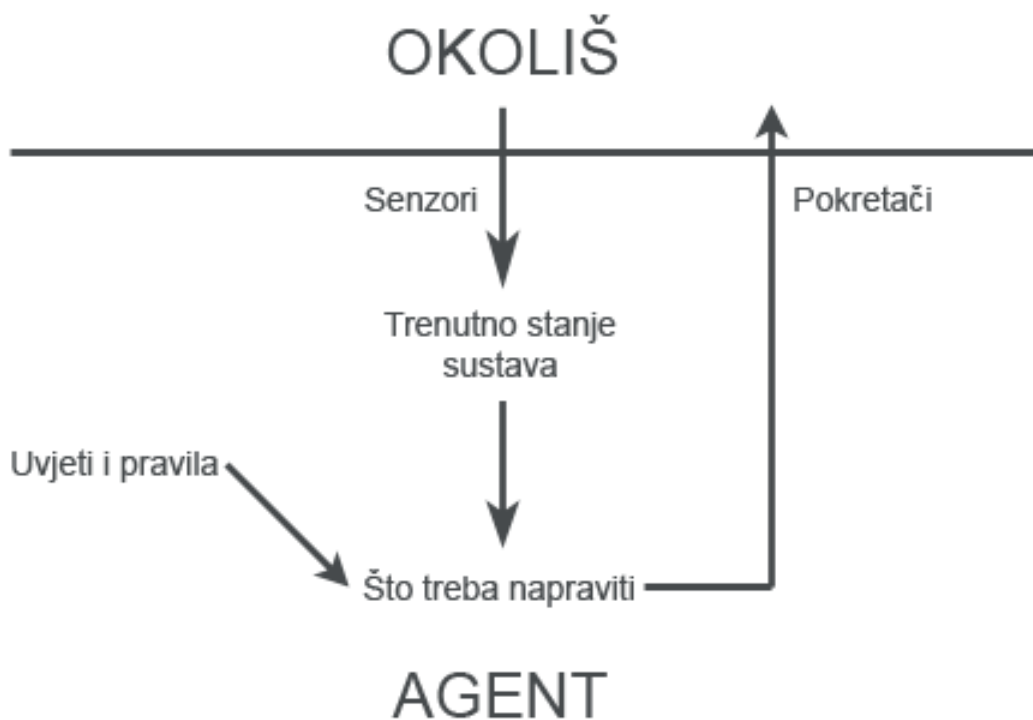 OKOLIŠ
Senzori
Pokretači
Trenutno stanje
sustava
Uvjeti i pravila
Što treba napraviti
AGENT